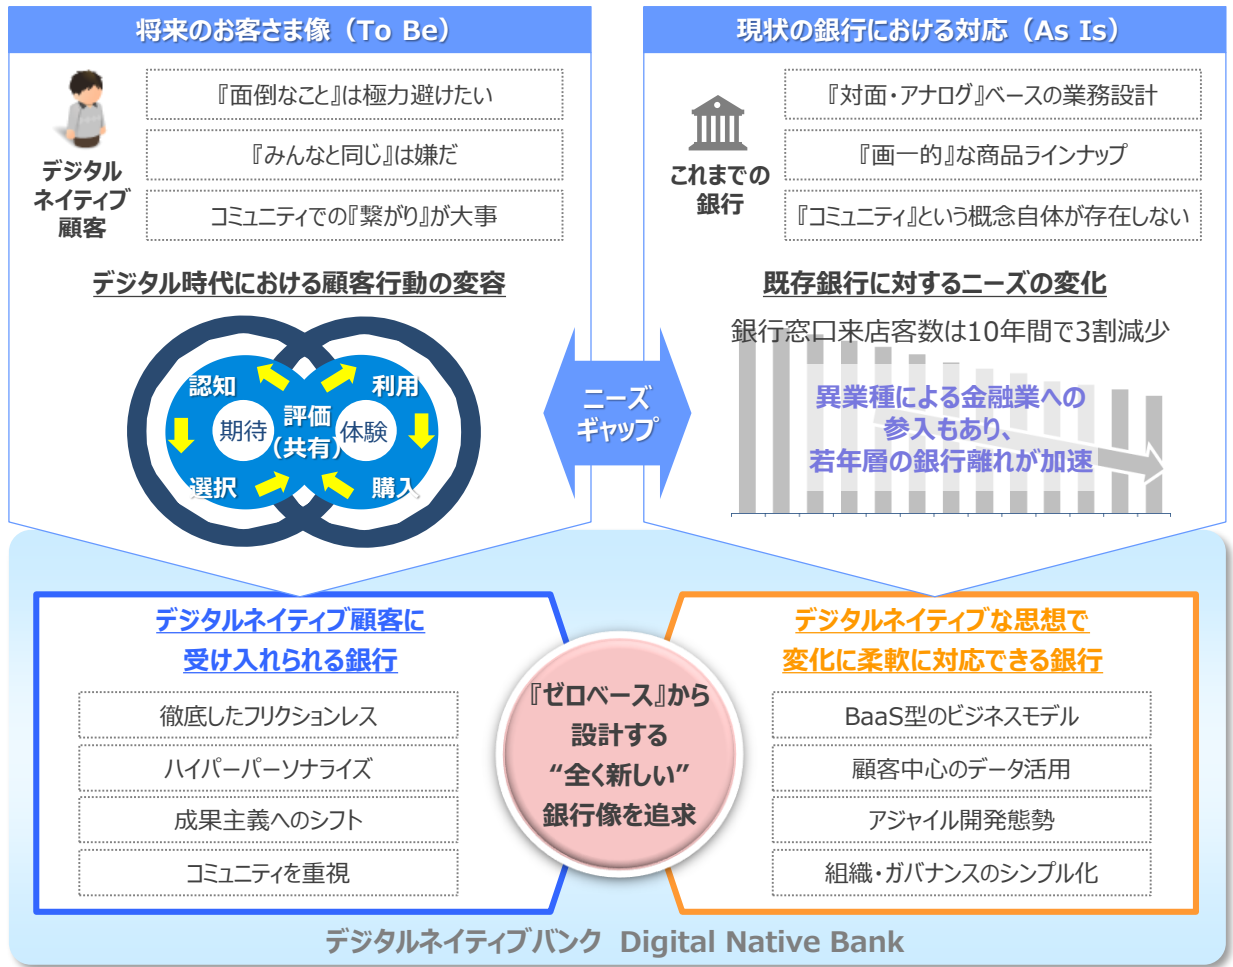 将来のお客さま像（To Be）
デジタル
ネイティブ
顧客
『面倒なこと』は極力避けたい
『みんなと同じ』は嫌だ
コミュニティでの『繋がり』が大事
デジタル時代における顧客行動の変容
認知
利用
期待
評価
（共有）
体験
選択
購入
ニーズ
ギャップ
現状の銀行における対応（As Is）
これまでの
銀行
『対面・アナログ』ベースの業務設計
『画一的』な商品ラインナップ
『コミュニティ』という概念自体が存在しない
既存銀行に対するニーズの変化
銀行窓口来店客数は10年間で3割減少
異業種による金融業への
参入もあり、
若年層の銀行離れが加速
デジタルネイティブ顧客に
受け入れられる銀行
徹底したフリクションレス
ハイパーパーソナライズ
成果主義へのシフト
コミュニティを重視
『ゼロベース』から
設計する
“全く新しい”
銀行像を追求
デジタルネイティブな思想で
変化に柔軟に対応できる銀行
BaaS型のビジネスモデル
顧客中心のデータ活用
アジャイル開発態勢
組織・ガバナンスのシンプル化
デジタルネイティブバンク Digital Native Bank